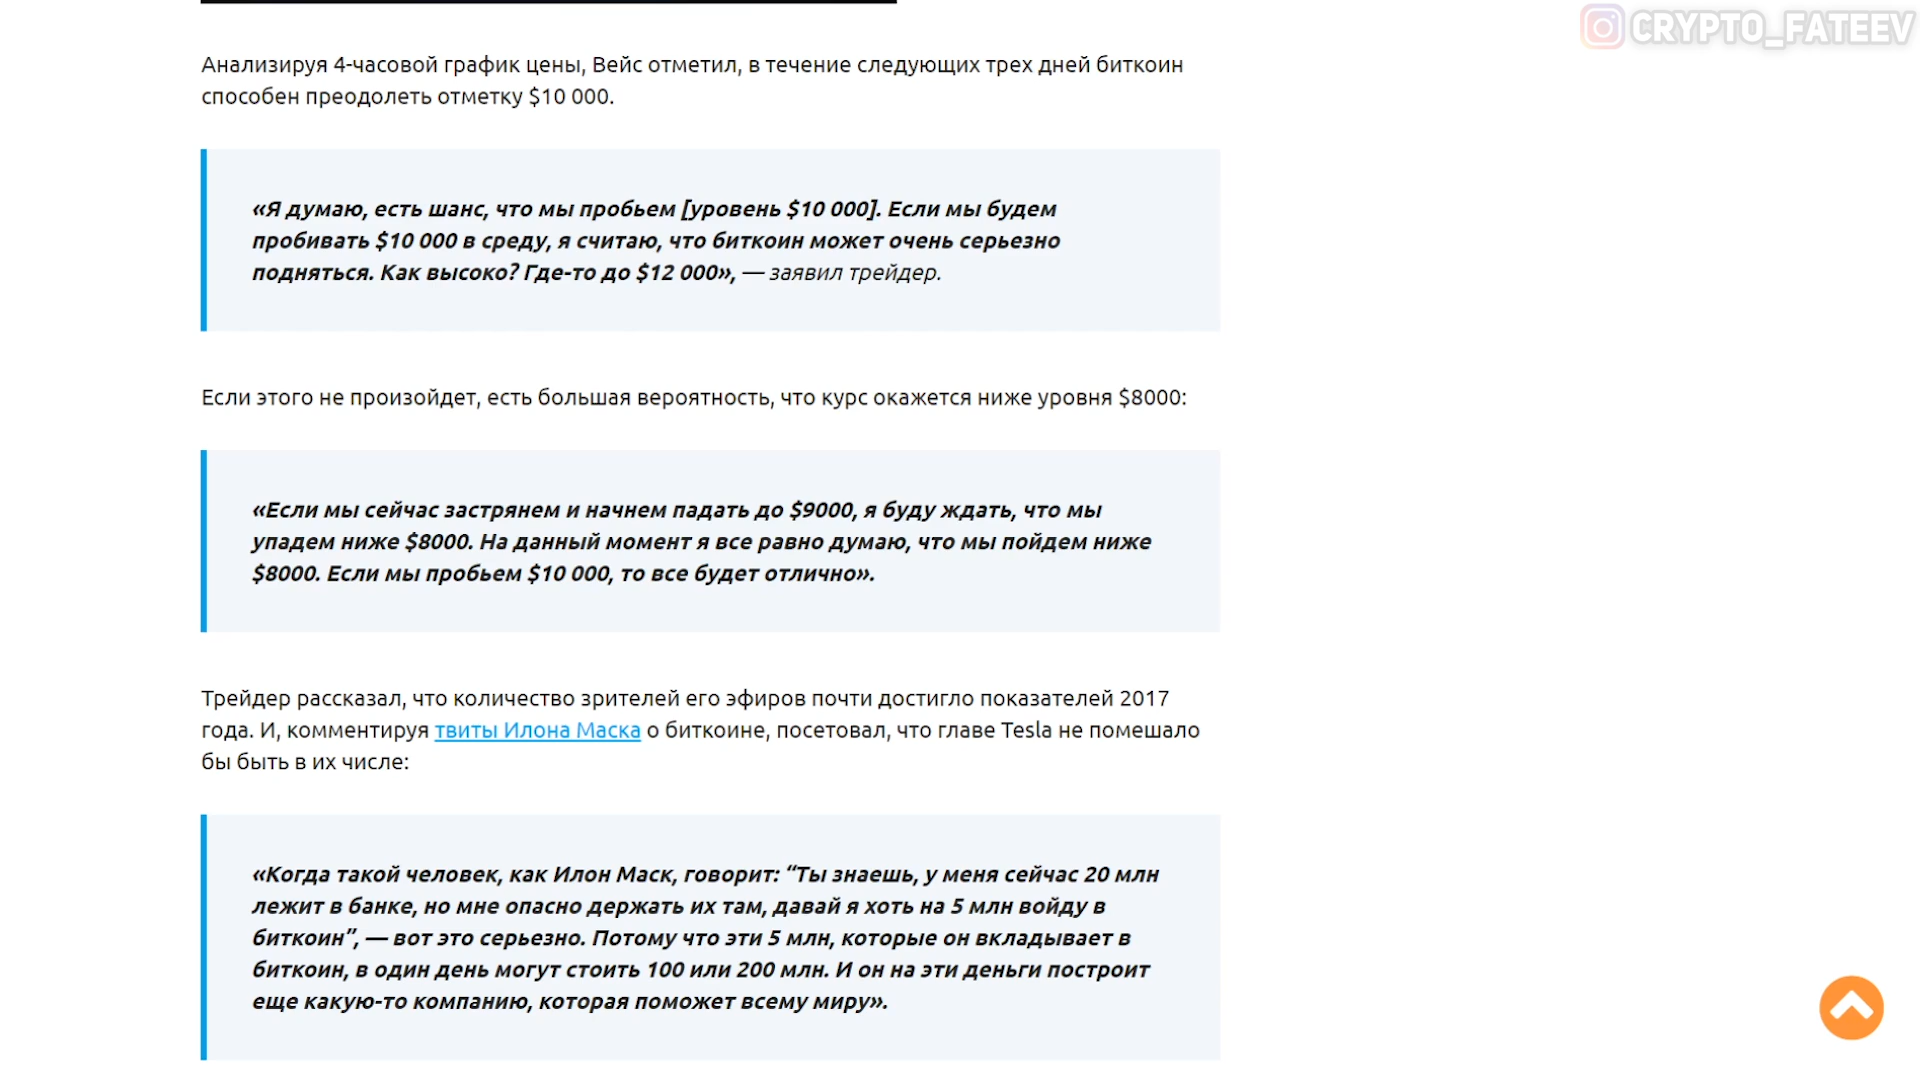 CRYPTO_FATEEV
Анализируя 4-часовой график цены, Вейс отметил, в течение следующих трех дней биткоин
способен преодолеть отметку $10 000.
«Я думаю, есть шанс, что мы пробьем [уровень $10 000]. Если мы будем
пробивать $10 000 в среду, я считаю, что биткоин может очень серьезно
подняться. Как высоко? Где-то до $12 000», — заявил трейдер.
Если этого не произойдет, есть большая вероятность, что курс окажется ниже уровня $8000:
«Если мы сейчас застрянем и начнем падать до $9000, я буду ждать, что мы
упадем ниже $8000. На данный момент я все равно думаю, что мы пойдем ниже
$8000. Если мы пробьем $10 000, то все будет отлично».
Трейдер рассказал, что количество зрителей его эфиров почти достигло показателей 2017
года. И, комментируя твиты Илона Маска о биткоине, посетовал, что главе Tesla не помешало
бы быть в их числе:
«Когда такой человек, как Илон Маск, говорит: “Ты знаешь, у меня сейчас 20 млн
лежит в банке, но мне опасно держать их там, давай я хоть на 5 млн войду в
биткоин”, — вот это серьезно. Потому что эти 5 млн, которые он вкладывает в
биткоин, в один день могут стоить 100 или 200 млн. И он на эти деньги построит
еще какую-то компанию, которая поможет всему миру».